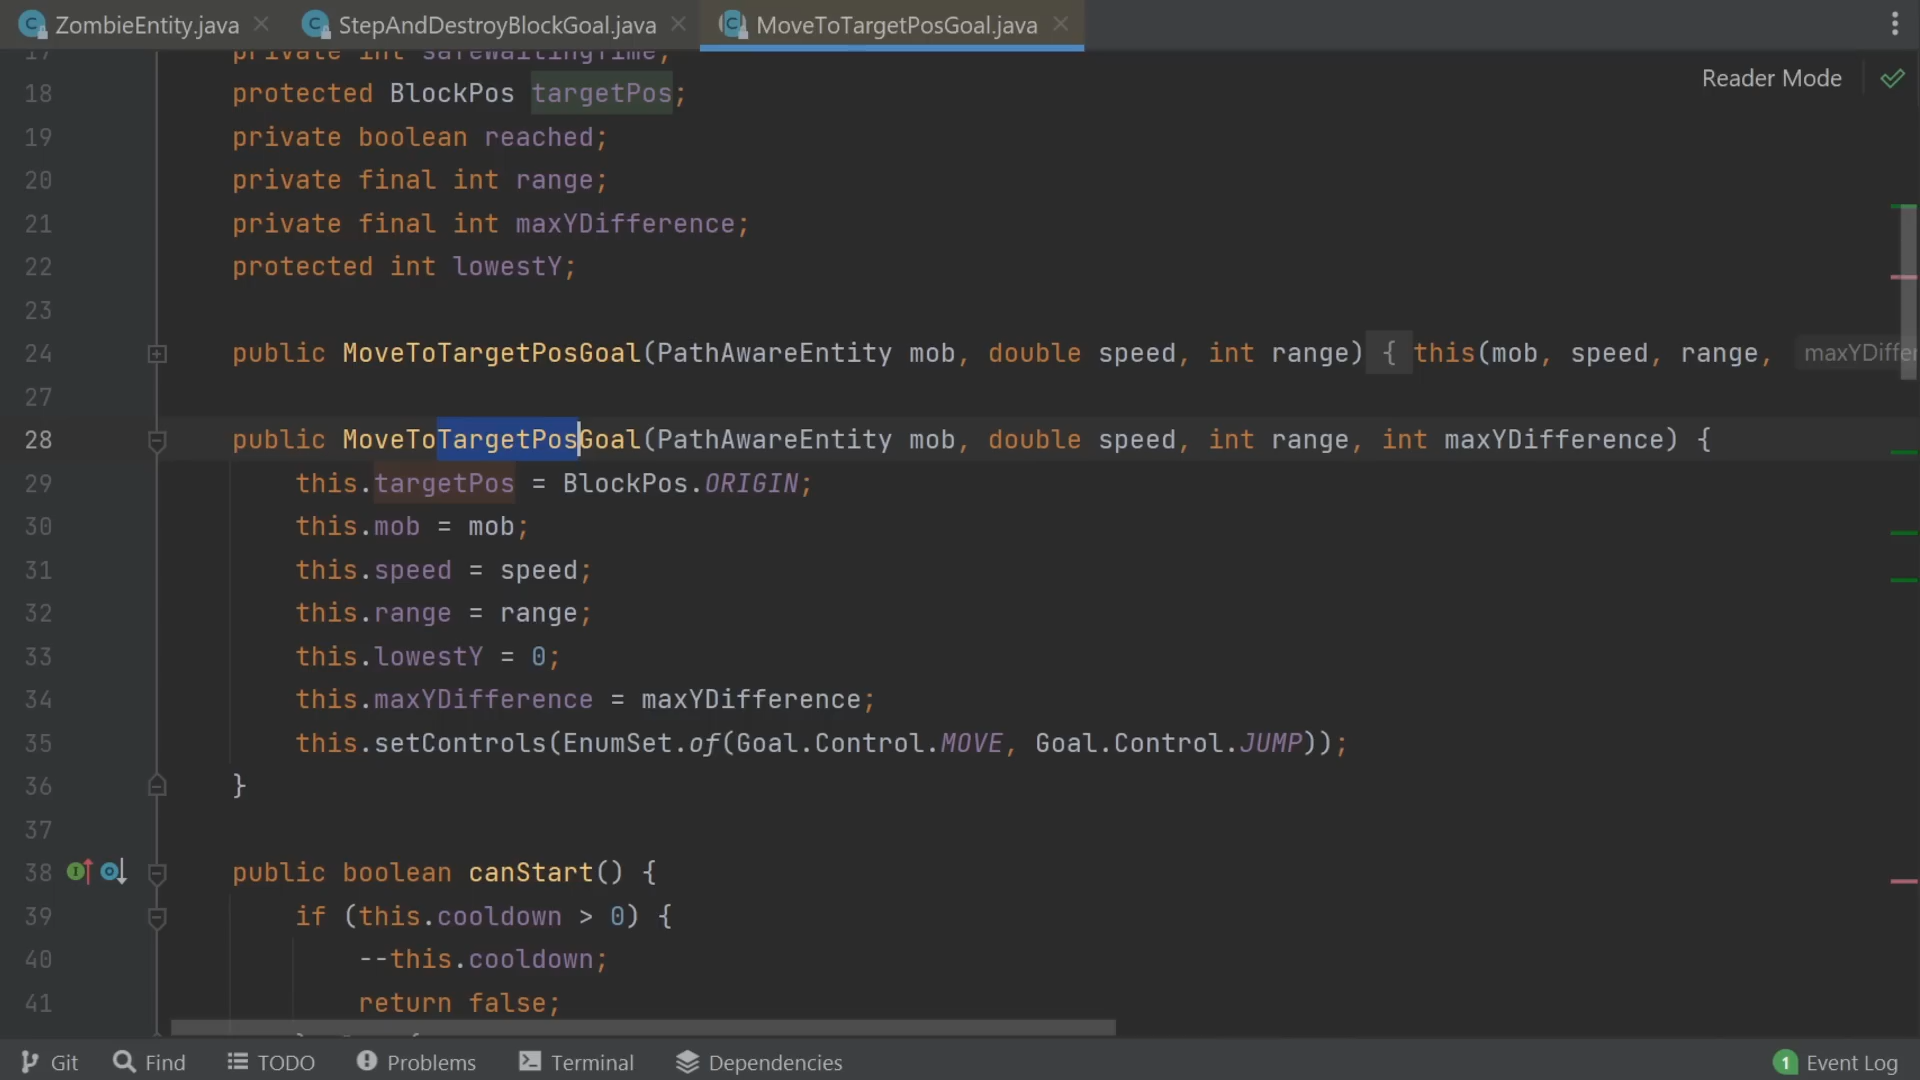 ZombieEntity.java StepAndDestroyBlockGoal.java MoveToTargetPosGoal.java
17 private int safeWaitingTime;
Reader Mode
18 protected BlockPos targetPos;
19 private boolean reached;
20 private final int range;
21 private final int maxYDifference;
22 protected int lowestY;
23
24 public MoveToTargetPosGoal(PathAwareEntity mob, double speed, int range) { this(mob, speed, range, maxYDiffer
27
28 public MoveToTargetPosGoal(PathAwareEntity mob, double speed, int range, int maxYDifference) {
29 this.targetPos = BlockPos.ORIGIN;
30 this.mob = mob;
31 this.speed = speed;
32 this.range = range;
33 this.lowestY = 0;
34 this.maxYDifference = maxYDifference;
35 this.setControls(EnumSet.of(Goal.Control.MOVE, Goal.Control.JUMP));
36 }
37
38 public boolean canStart() {
39 if (this.cooldown > 0) {
40 --this.cooldown;
41 return false;
Git Find TODO Problems Terminal Dependencies 1 Event Log